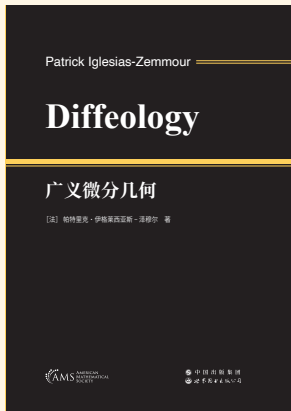 Patrick Iglesias-Zemmour
Diffeology
广义微分几何
[法] 帕特里克·伊格莱西亚斯-泽穆尔 著
AMS AMERICAN
MATHEMATICAL
SOCIETY
中国出版集团
世界图书出版公司